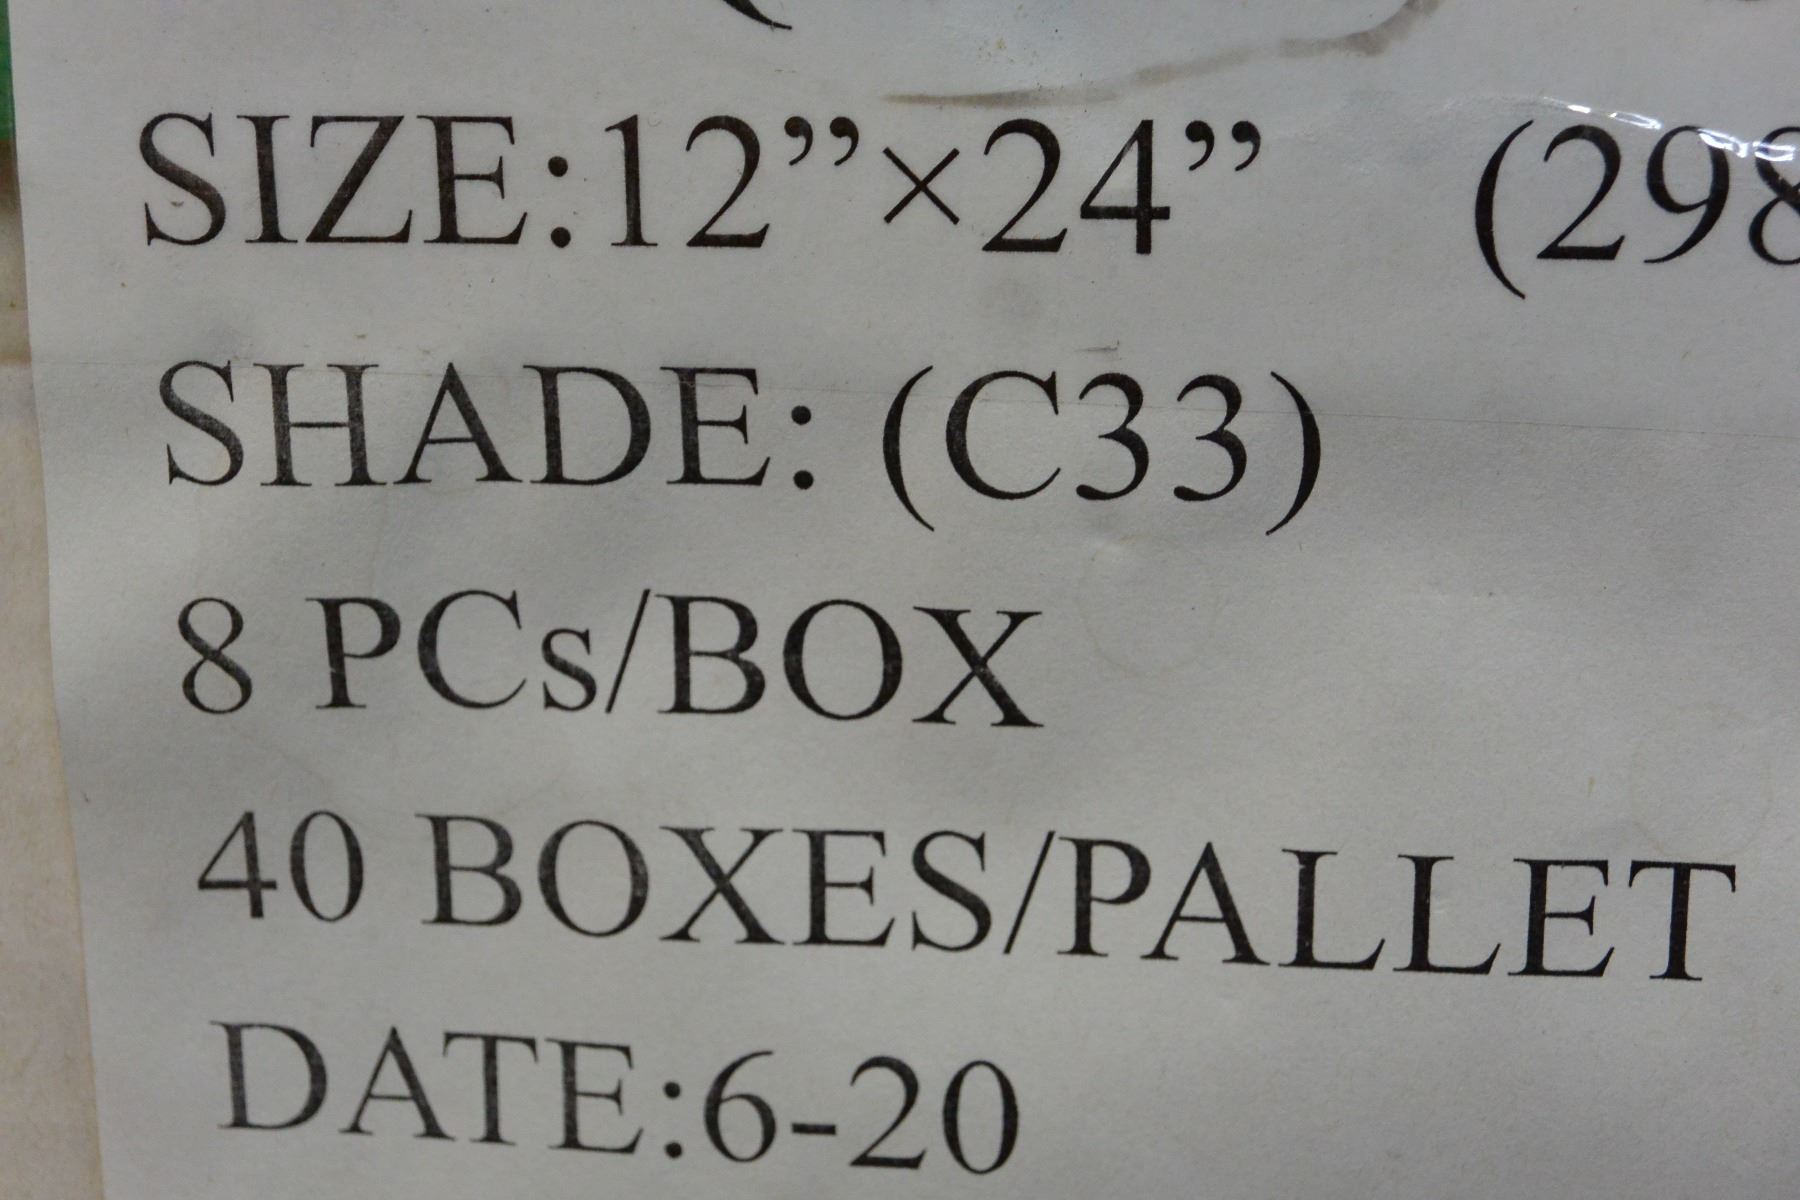 SIZE:12”×24” (298
SHADE: (C33)
8 PCs/BOX
40 BOXES/PALLET
DATE:6-20